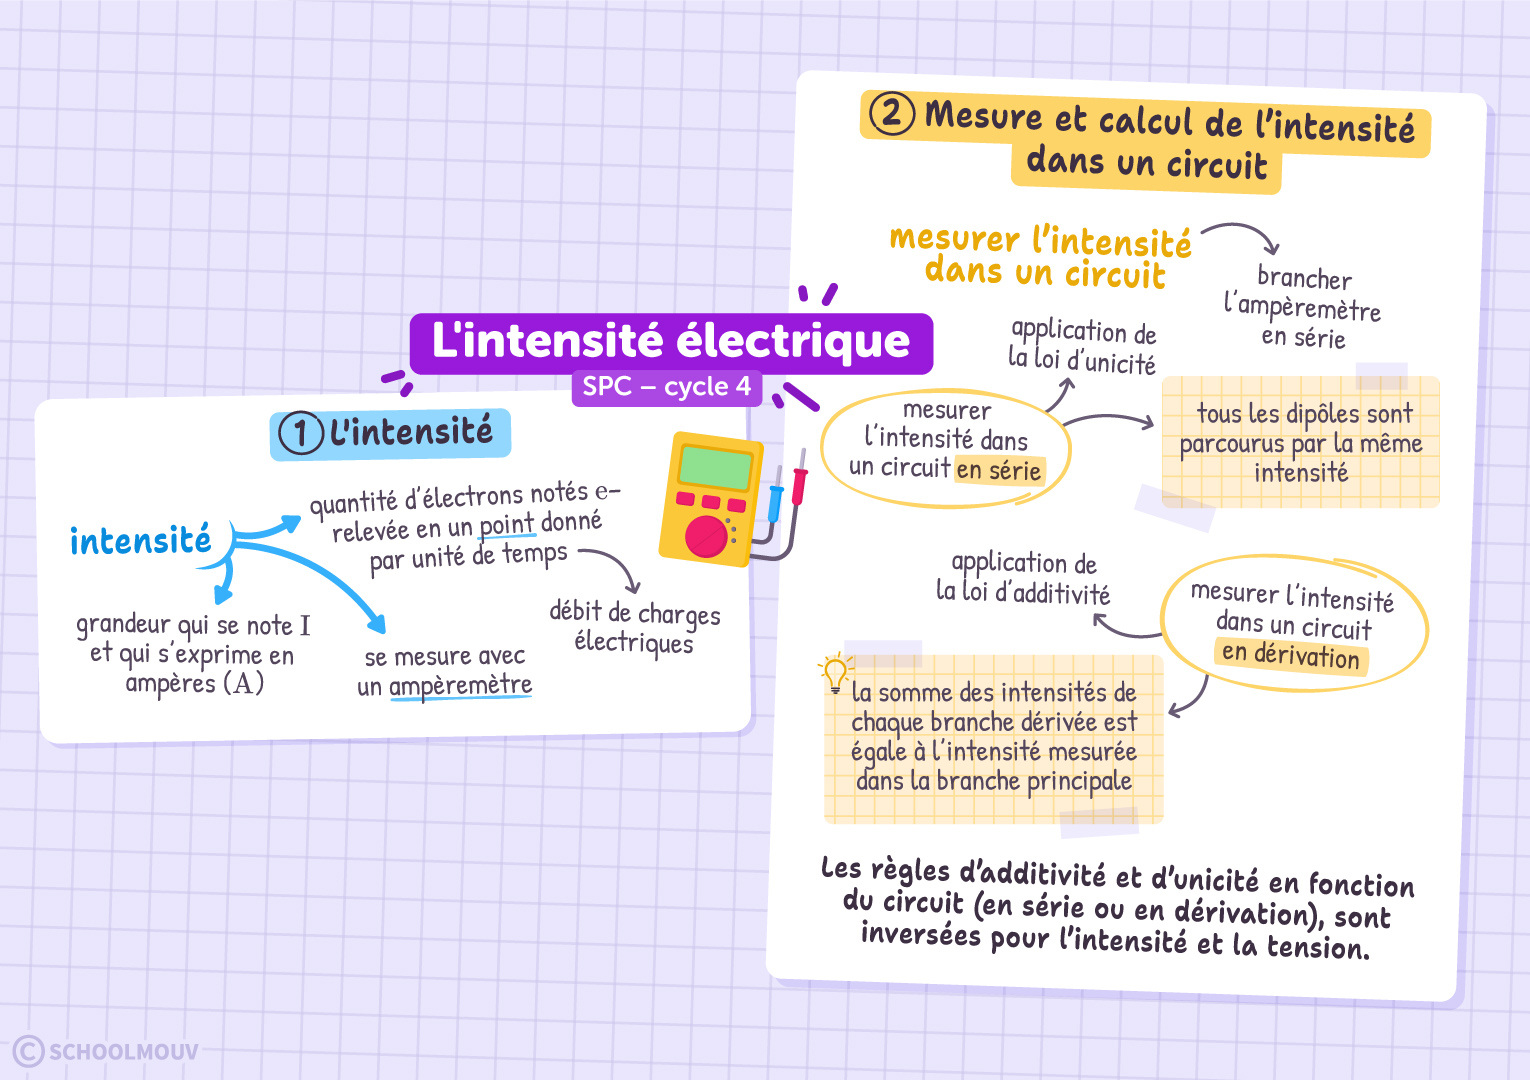 L'intensité électrique
SPC – cycle 4
1 L'intensité
intensité
quantité d'électrons notés e–
relevée en un point donné
par unité de temps
débit de charges
électriques
grandeur qui se note I
et qui s'exprime en
ampères (A)
se mesure avec
un ampèremètre
2 Mesure et calcul de l'intensité
dans un circuit
mesurer l'intensité
dans un circuit
brancher
l'ampèremètre
en série
application de
la loi d'unicité
mesurer
l'intensité dans
un circuit en série
tous les dipôles sont
parcourus par la même
intensité
application de
la loi d'additivité
mesurer l'intensité
dans un circuit
en dérivation
la somme des intensités de
chaque branche dérivée est
égale à l'intensité mesurée
dans la branche principale
Les règles d'additivité et d'unicité en fonction
du circuit (en série ou en dérivation), sont
inversées pour l'intensité et la tension.
© SCHOOLMOUV